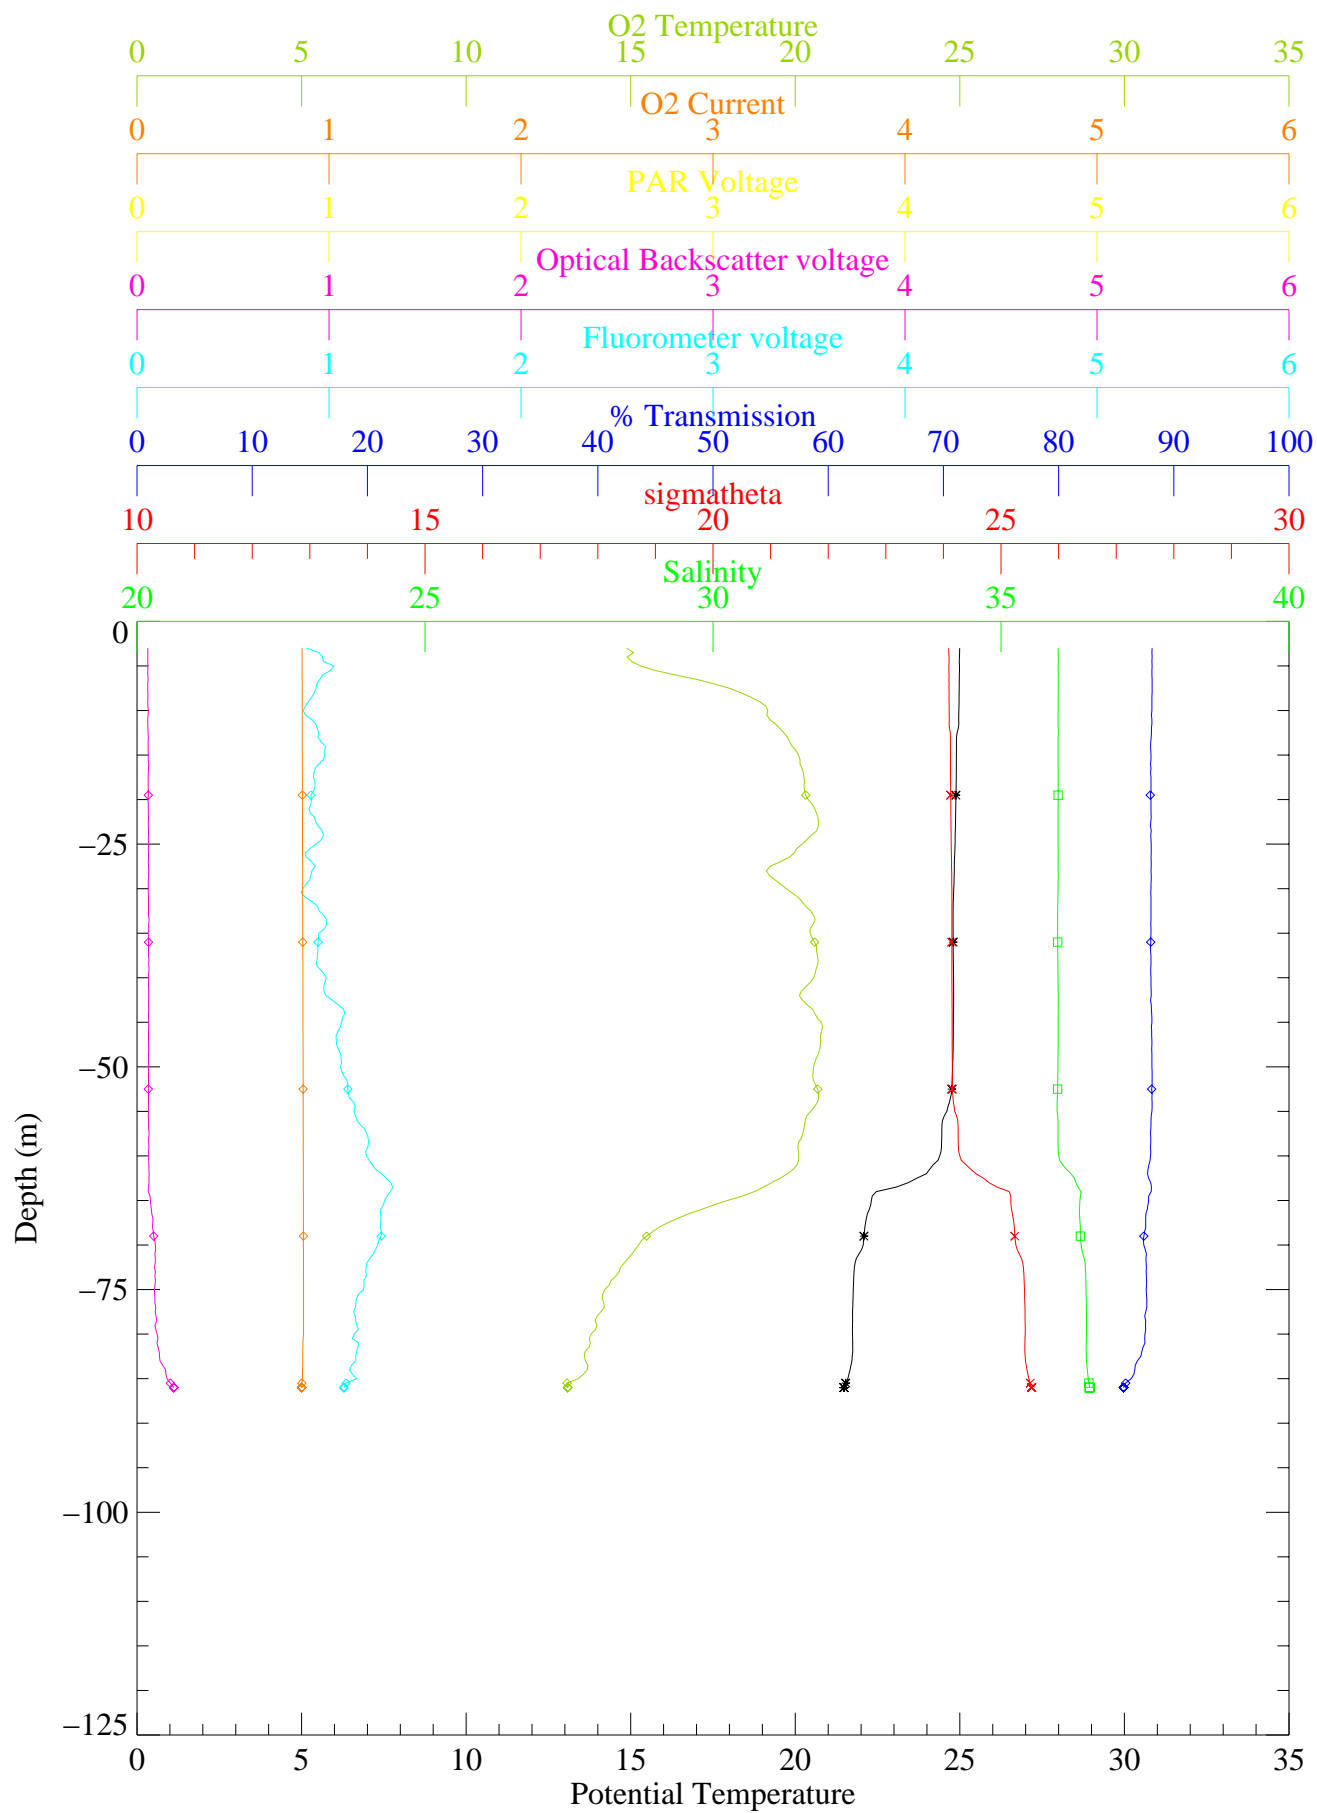 O2 Temperature
0 5 10 15 20 25 30 35
O2 Current
0 1 2 3 4 5 6
PAR Voltage
0 1 2 3 4 5 6
Optical Backscatter voltage
0 1 2 3 4 5 6
Fluorometer voltage
0 1 2 3 4 5 6
% Transmission
0 10 20 30 40 50 60 70 80 90 100
sigmatheta
10 15 20 25 30
Salinity
20 25 30 35 40
0
−25
−50
−75
−100
−125
Depth (m)
0 5 10 15 20 25 30 35
Potential Temperature